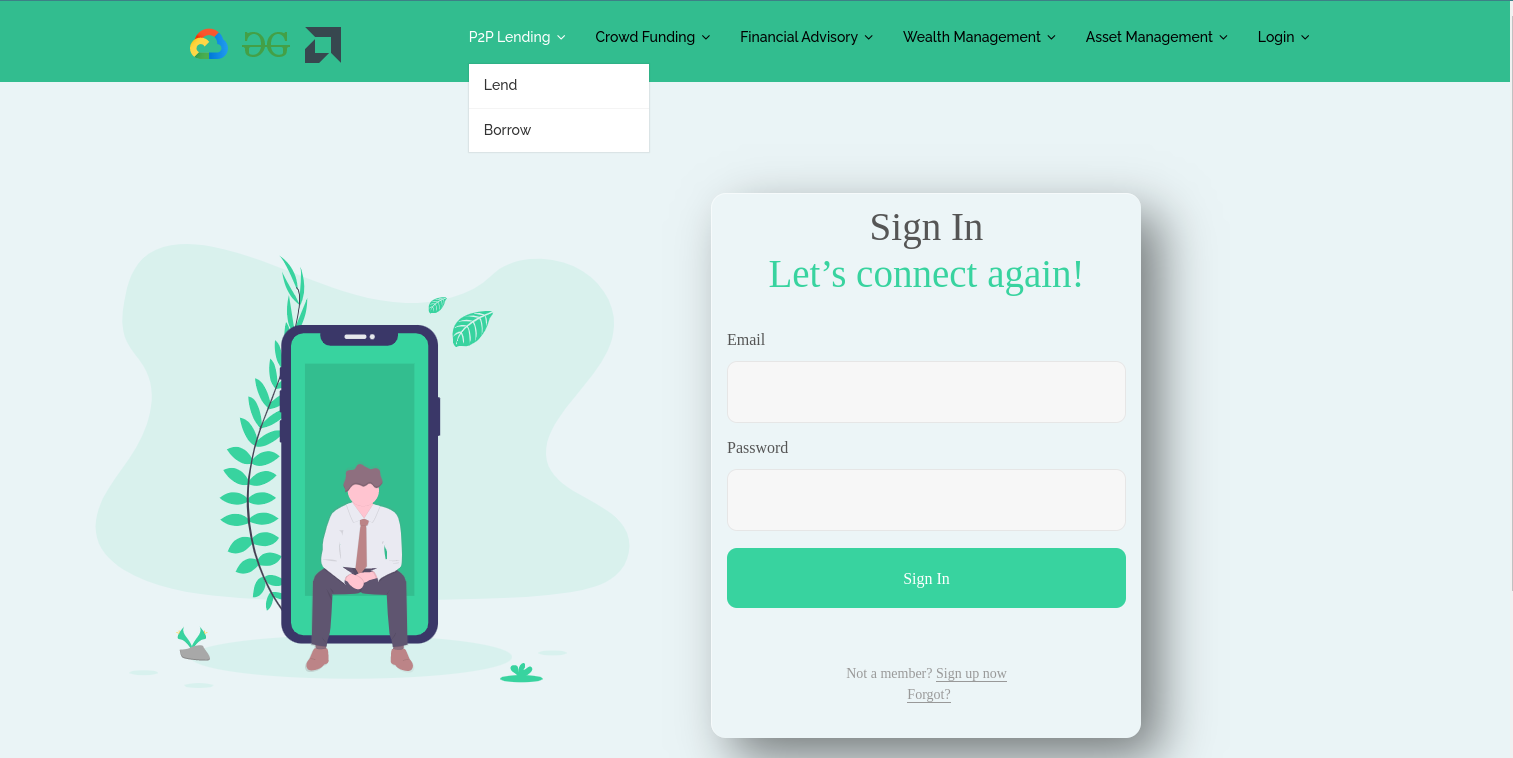 P2P Lending Crowd Funding Financial Advisory Wealth Management Asset Management Login
Lend
Borrow
Sign In
Let’s connect again!
Email
Password
Sign In
Not a member? Sign up now
Forgot?